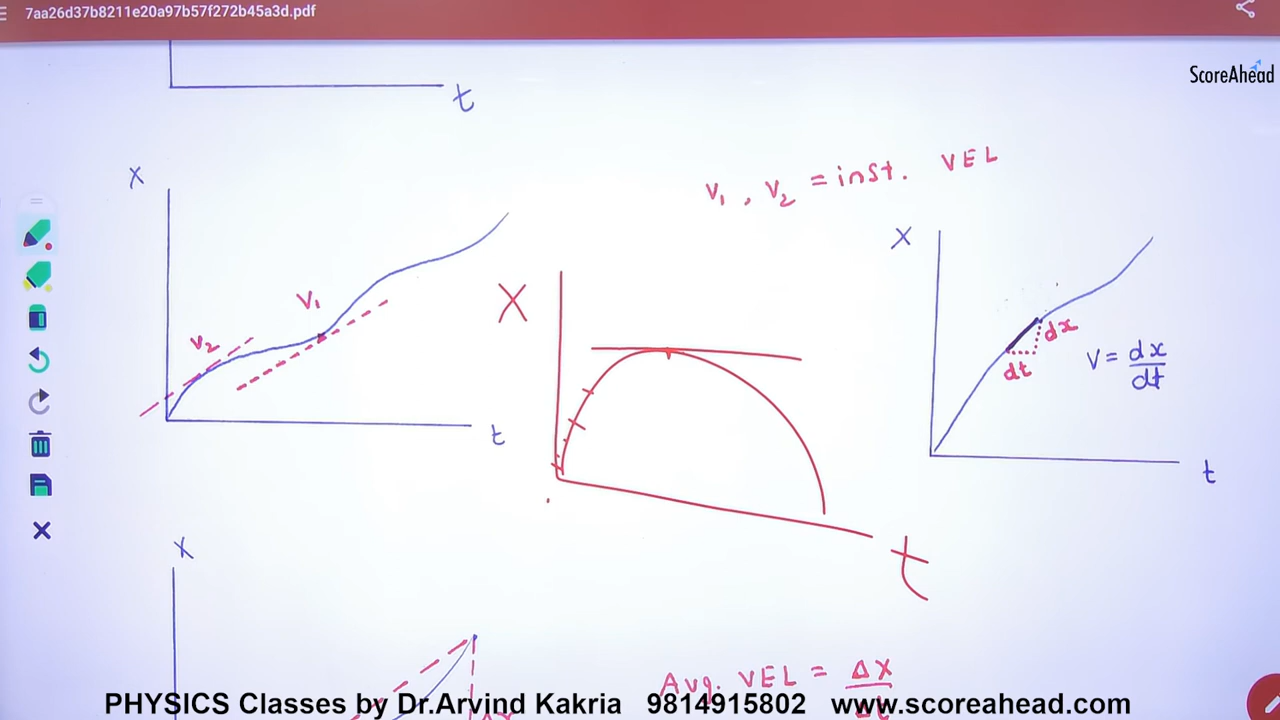 7aa26d37b8211e20a97b57f272b45a3d.pdf
ScoreAhead
t
X
V₁
V₂
t
V₁ , V₂ = inst. VEL
X
t
X
dx
dt
V = dx/dt
t
X
Avg. VEL = ΔX
PHYSICS Classes by Dr.Arvind Kakria 9814915802 www.scoreahead.com